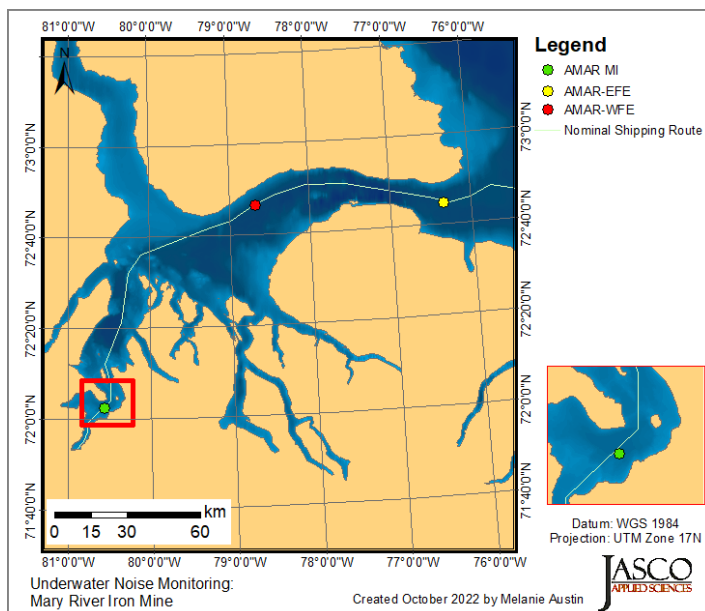 81°0'0"W 80°0'0"W 79°0'0"W 78°0'0"W 77°0'0"W 76°0'0"W
N
73°0'0"N
72°40'0"N
72°20'0"N
72°0'0"N
71°40'0"N
73°0'0"N
72°40'0"N
72°20'0"N
72°0'0"N
71°40'0"N
km
0 15 30 60
81°0'0"W 80°0'0"W 79°0'0"W 78°0'0"W 77°0'0"W 76°0'0"W
Legend
AMAR MI
AMAR-EFE
AMAR-WFE
Nominal Shipping Route
Datum: WGS 1984
Projection: UTM Zone 17N
Underwater Noise Monitoring:
Mary River Iron Mine
Created October 2022 by Melanie Austin
JASCO
APPLIED SCIENCES